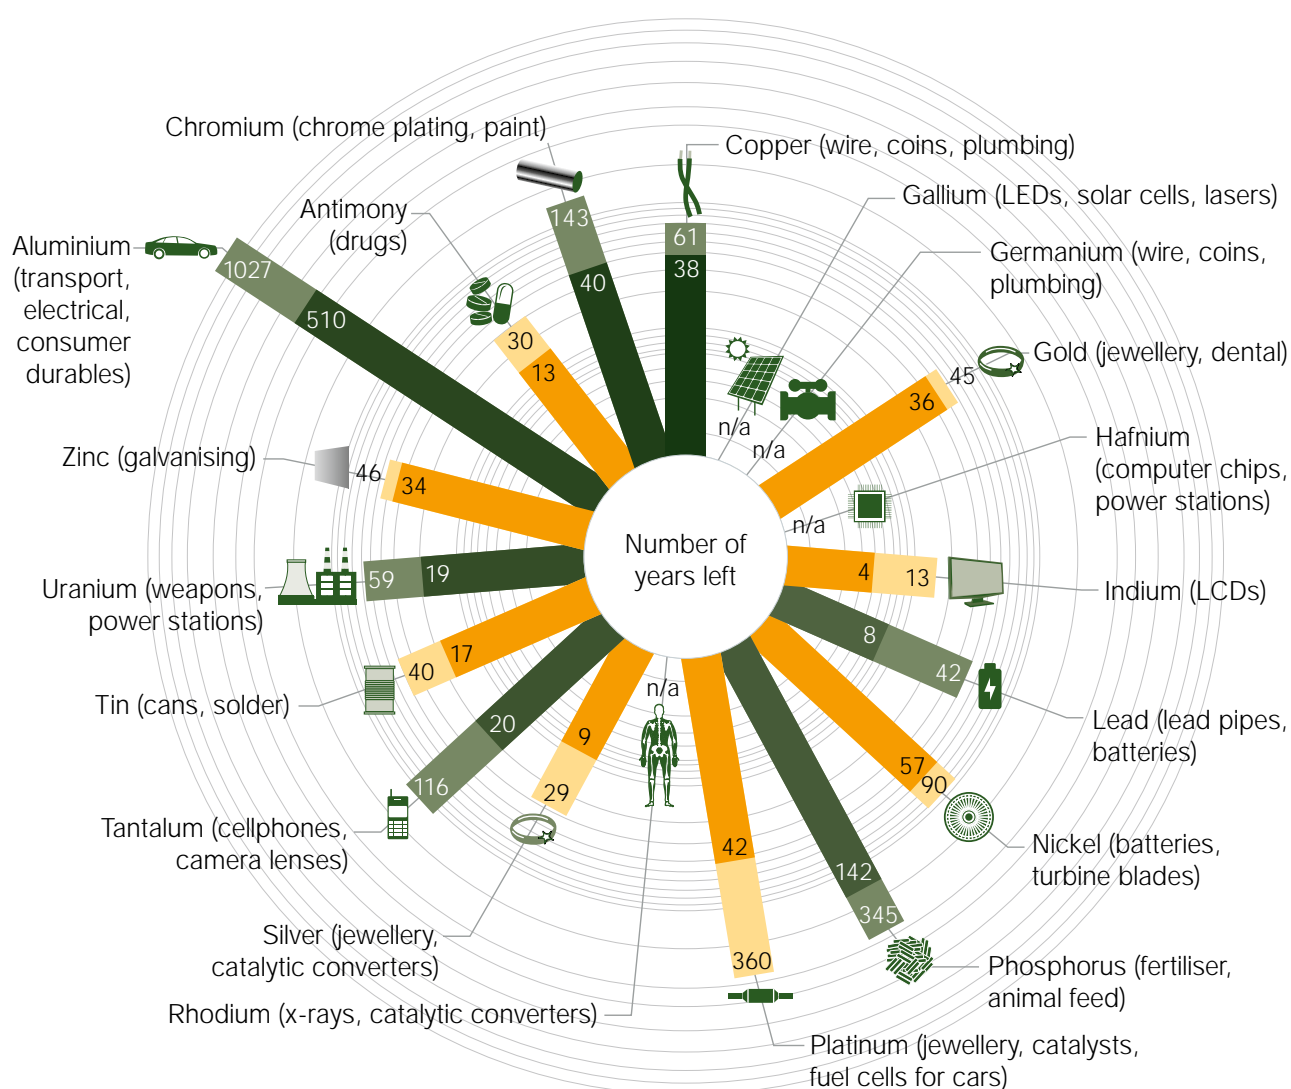 Chromium (chrome plating, paint)
143
40
Copper (wire, coins, plumbing)
61
38
Gallium (LEDs, solar cells, lasers)
n/a
Germanium (wire, coins,
plumbing)
n/a
Gold (jewellery, dental)
45
36
Hafnium
(computer chips,
power stations)
n/a
Indium (LCDs)
4
13
Lead (lead pipes,
batteries)
8
42
Nickel (batteries,
turbine blades)
57
90
Phosphorus (fertiliser,
animal feed)
142
345
Platinum (jewellery, catalysts,
fuel cells for cars)
42
360
Rhodium (x-rays, catalytic converters)
n/a
Silver (jewellery,
catalytic converters)
9
29
Tantalum (cellphones,
camera lenses)
20
116
Tin (cans, solder)
40
17
Uranium (weapons,
power stations)
59
19
Zinc (galvanising)
46
34
Aluminium
(transport,
electrical,
consumer
durables)
1027
510
Antimony
(drugs)
30
13
Number of
years left